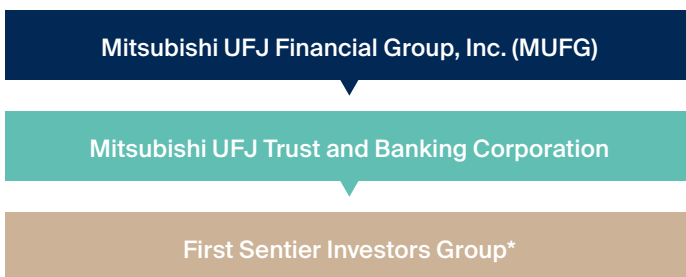 Mitsubishi UFJ Financial Group, Inc. (MUFG)
Mitsubishi UFJ Trust and Banking Corporation
First Sentier Investors Group*